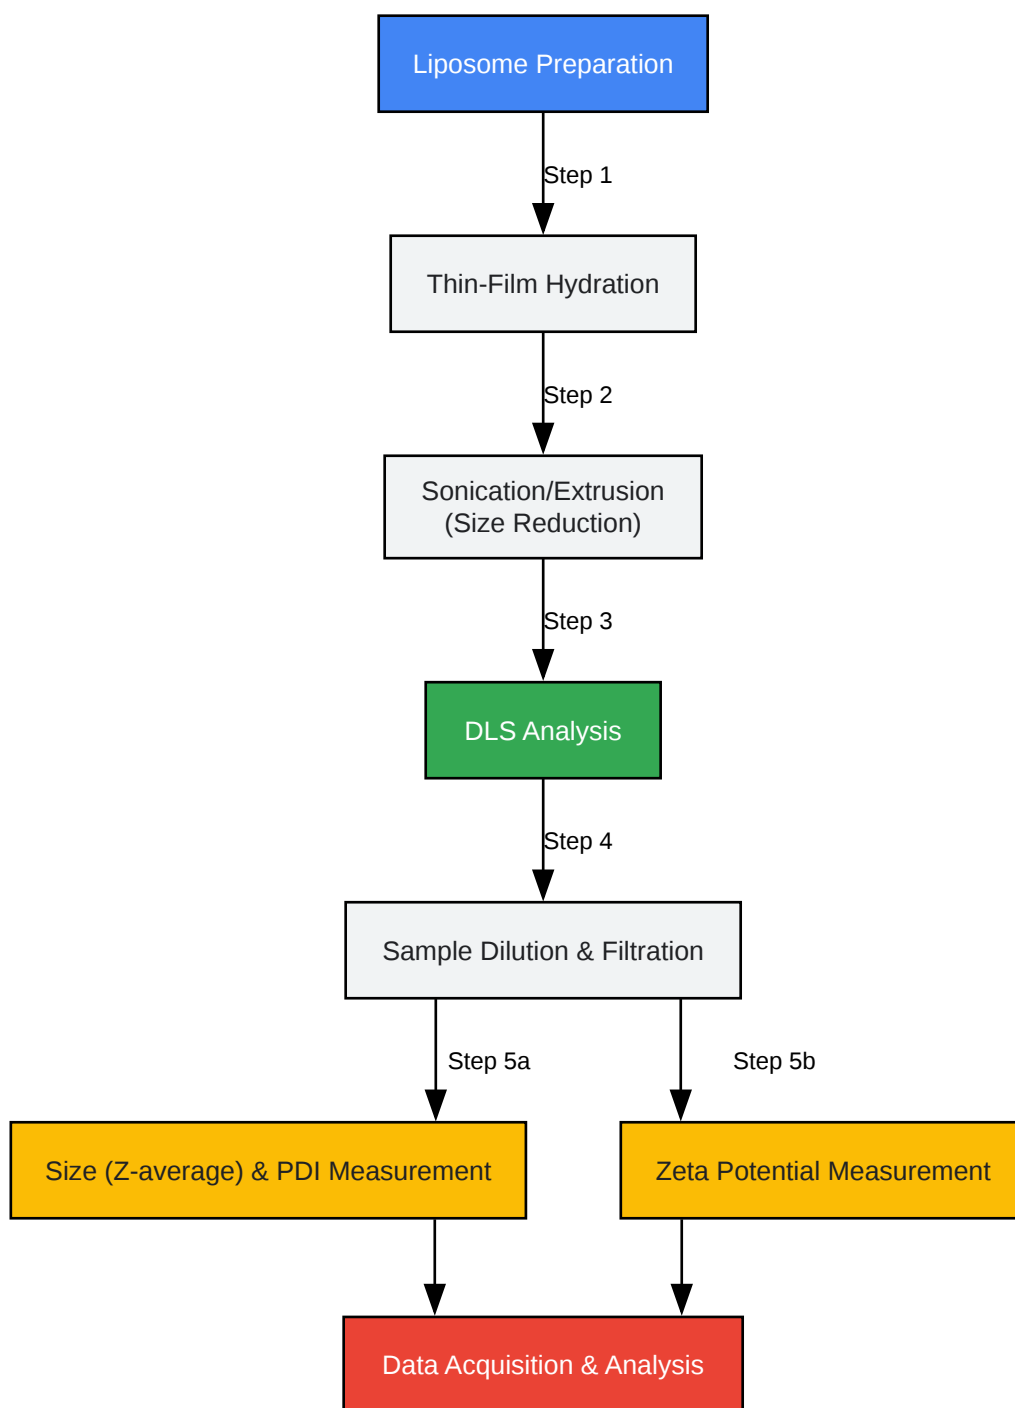 Liposome Preparation
Step 1
Thin-Film Hydration
Step 2
Sonication/Extrusion
(Size Reduction)
Step 3
DLS Analysis
Step 4
Sample Dilution & Filtration
Step 5a
Step 5b
Size (Z-average) & PDI Measurement
Zeta Potential Measurement
Data Acquisition & Analysis